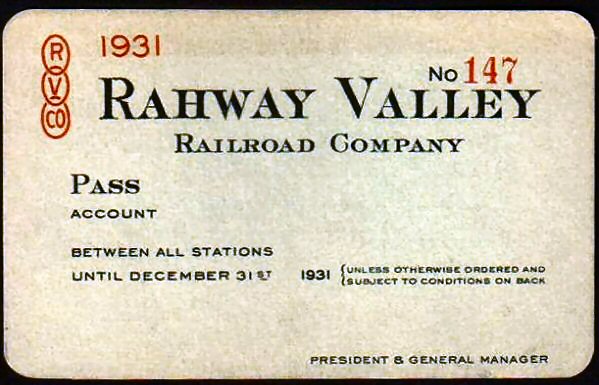 R
V
CO
1931
No 147
RAHWAY VALLEY
RAILROAD COMPANY
PASS
ACCOUNT
BETWEEN ALL STATIONS
UNTIL DECEMBER 31ST 1931 {UNLESS OTHERWISE ORDERED AND
SUBJECT TO CONDITIONS ON BACK
PRESIDENT & GENERAL MANAGER